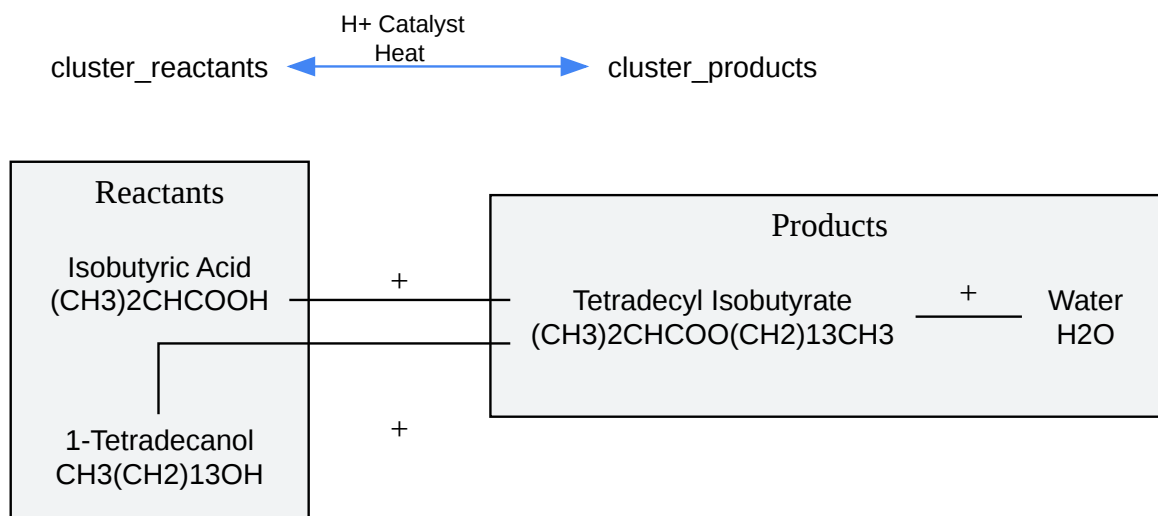 H+ Catalyst
Heat
cluster_reactants
cluster_products
Reactants
Isobutyric Acid
(CH3)2CHCOOH
+
1-Tetradecanol
CH3(CH2)13OH
+
Products
Tetradecyl Isobutyrate
(CH3)2CHCOO(CH2)13CH3
+
Water
H2O